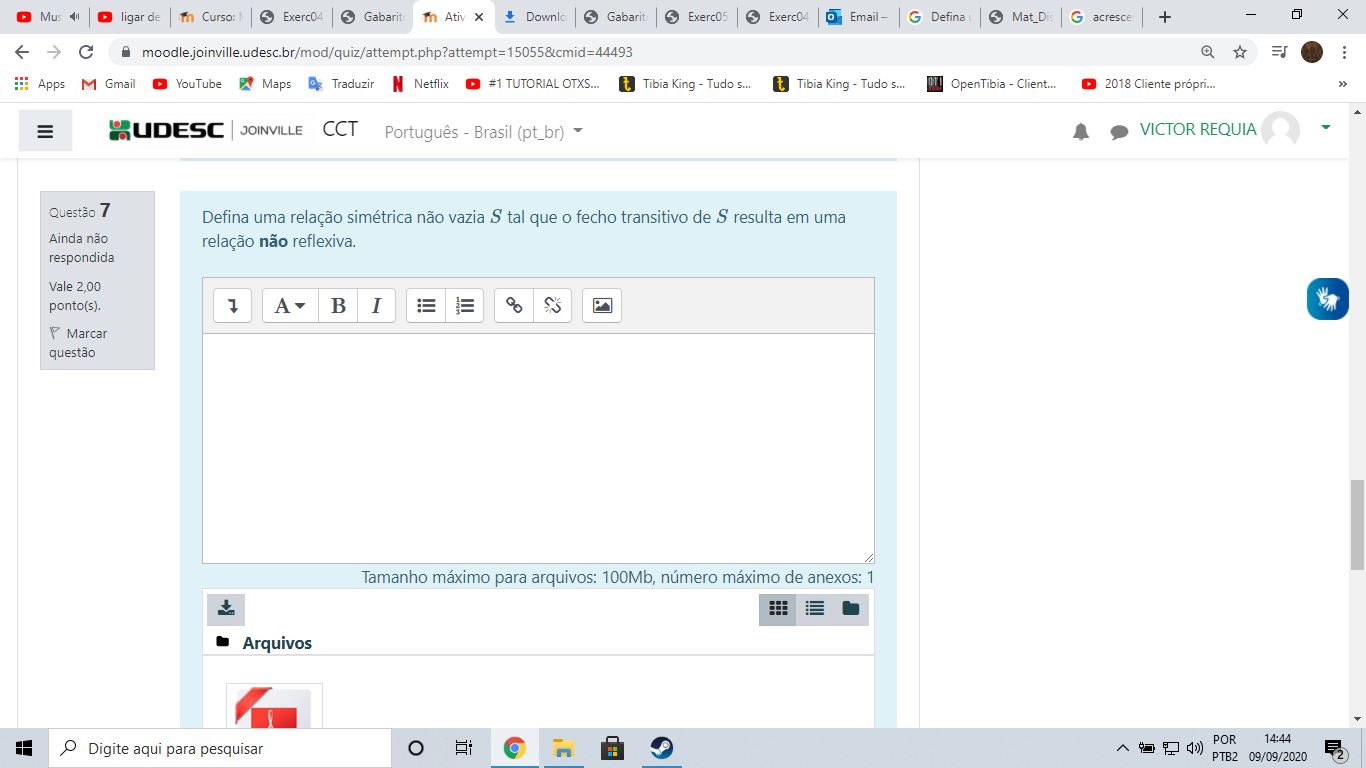 Mus
ligar de
Curso: 
Exerc04
Gabarit
Ativ
Downlo
Gabarit
Exerc05
Exerc04
Email –
Defina u
Mat_Dis
acresce
moodle.joinville.udesc.br/mod/quiz/attempt.php?attempt=15055&cmid=44493
Apps
Gmail
YouTube
Maps
Traduzir
Netflix
#1 TUTORIAL OTXS...
Tibia King - Tudo s...
Tibia King - Tudo s...
OpenTibia - Client...
2018 Cliente própri...
»
UDESC JOINVILLE CCT
Português - Brasil (pt_br)
VICTOR REQUIA
Questão 7
Ainda não
respondida
Vale 2,00
ponto(s).
Marcar
questão
Defina uma relação simétrica não vazia S tal que o fecho transitivo de S resulta em uma
relação não reflexiva.
A B I
Tamanho máximo para arquivos: 100Mb, número máximo de anexos: 1
Arquivos
Digite aqui para pesquisar
POR
PTB2
14:44
09/09/2020
2